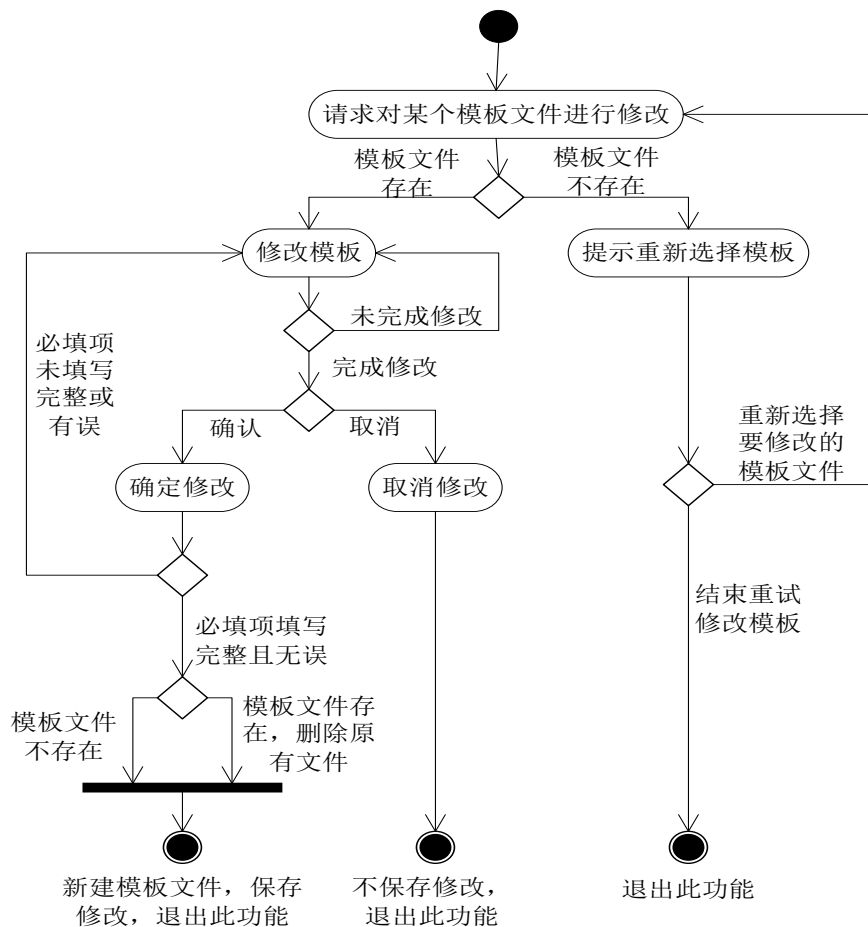 请求对某个模板文件进行修改
模板文件
存在
模板文件
不存在
修改模板
提示重新选择模板
未完成修改
必填项
未填写
完整或
有误
完成修改
确认
取消
重新选择
要修改的
模板文件
确定修改
取消修改
结束重试
修改模板
必填项填写
完整且无误
模板文件
不存在
模板文件存
在，删除原
有文件
新建模板文件，保存
修改，退出此功能
不保存修改，
退出此功能
退出此功能